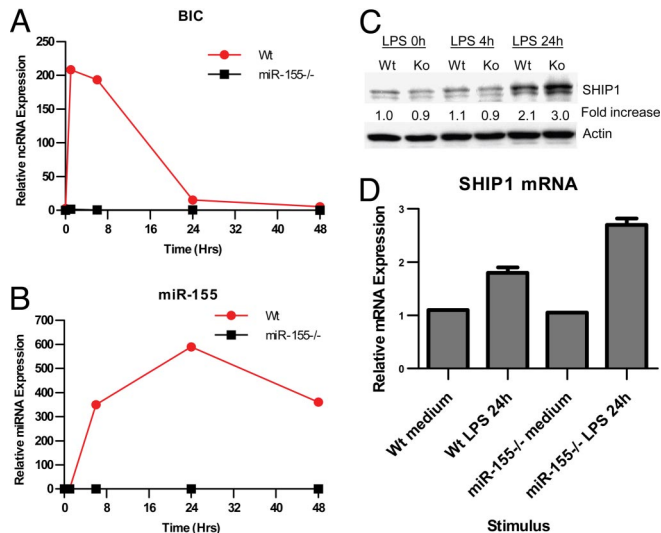 A
BIC
Wt
miR-155-/-
Relative ncRNA Expression
250
200
150
100
50
0
0 8 16 24 32 40 48
Time (Hrs)
B
miR-155
Wt
miR-155-/-
Relative miRNA Expression
700
600
500
400
300
200
100
0
0 8 16 24 32 40 48
Time (Hrs)
C
LPS 0h LPS 4h LPS 24h
Wt Ko Wt Ko Wt Ko
SHIP1
1.0 0.9 1.1 0.9 2.1 3.0 Fold increase
Actin
D
SHIP1 mRNA
Relative mRNA Expression
3
2
1
0
Wt medium
Wt LPS 24h
miR-155-/- medium
miR-155-/- LPS 24h
Stimulus